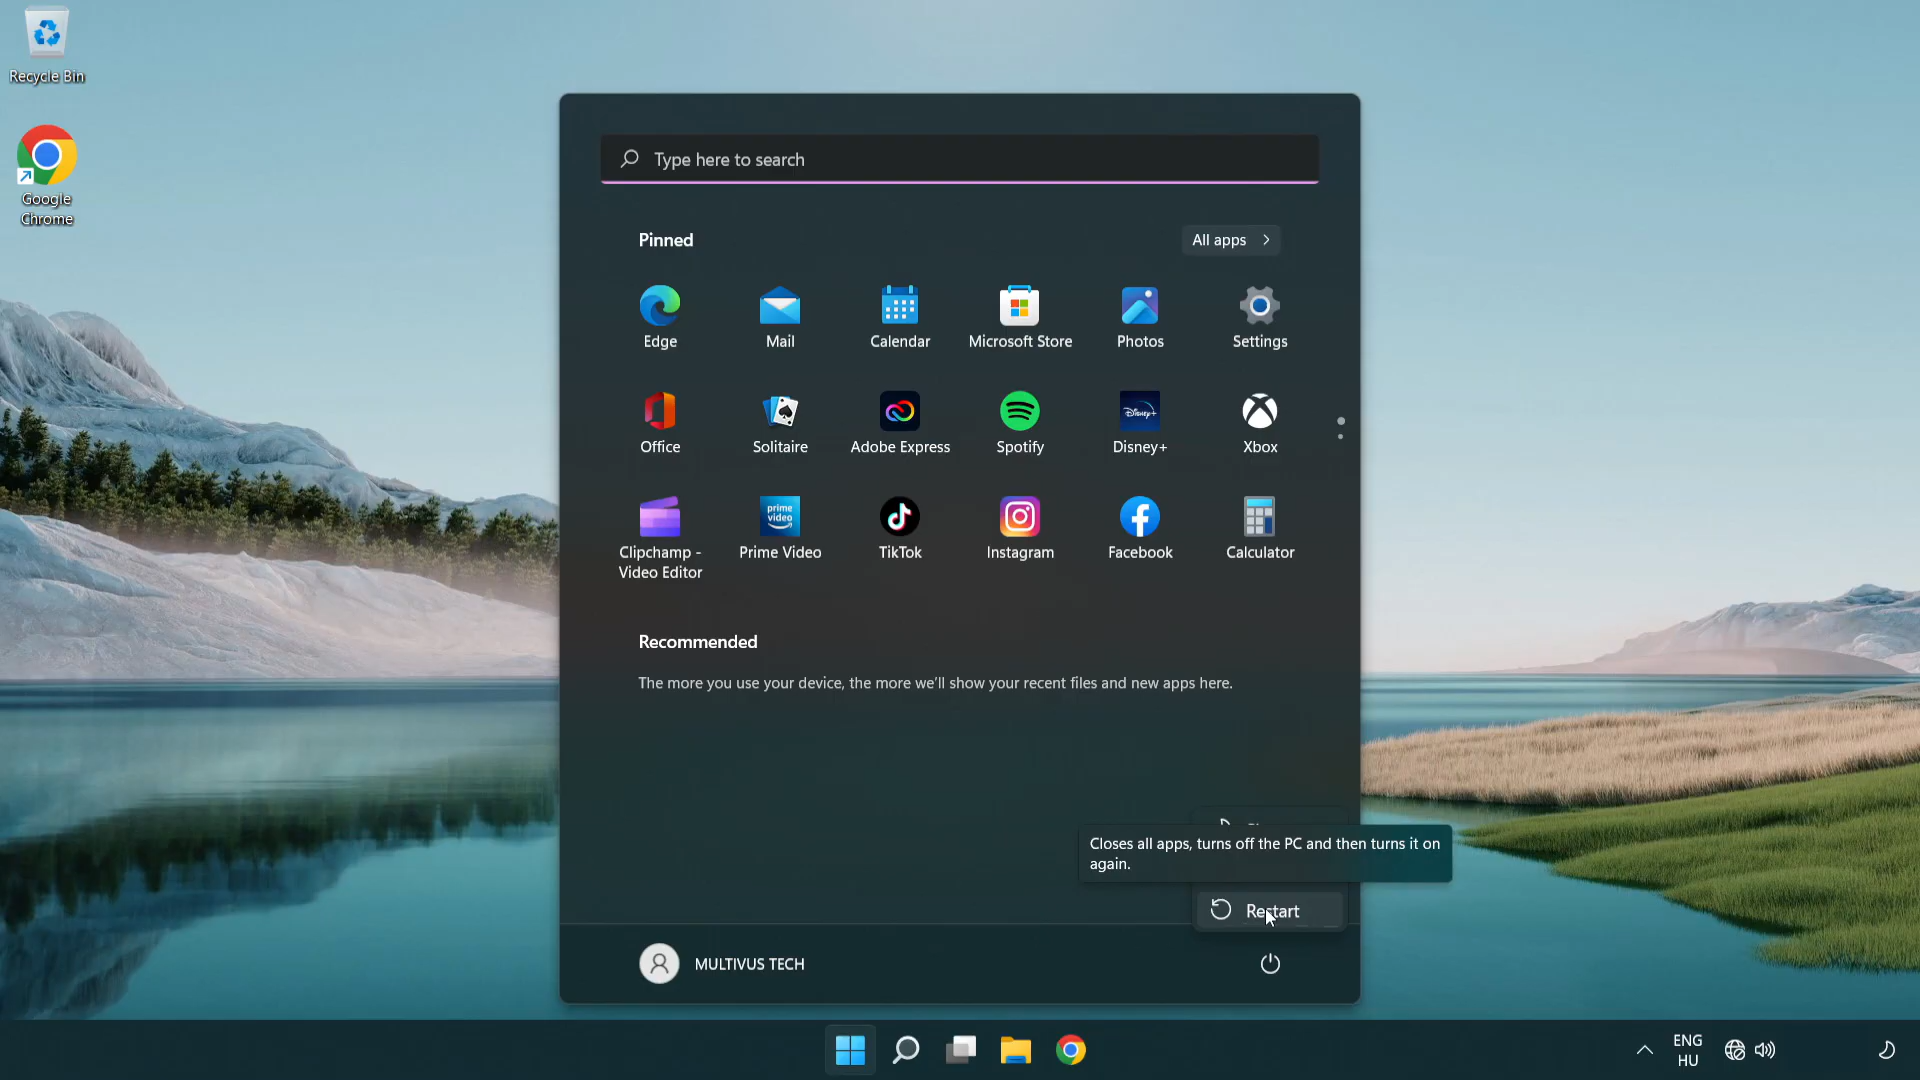 Recycle Bin
Google
Chrome
Type here to search
Pinned
All apps
Edge
Mail
Calendar
Microsoft Store
Photos
Settings
Office
Solitaire
Adobe Express
Spotify
Disney+
Disney+
Xbox
prime
video
Clipchamp -
Video Editor
Prime Video
TikTok
Instagram
Facebook
Calculator
Recommended
The more you use your device, the more we'll show your recent files and new apps here.
Closes all apps, turns off the PC and then turns it on
again.
Restart
MULTIVUS TECH
ENG
HU